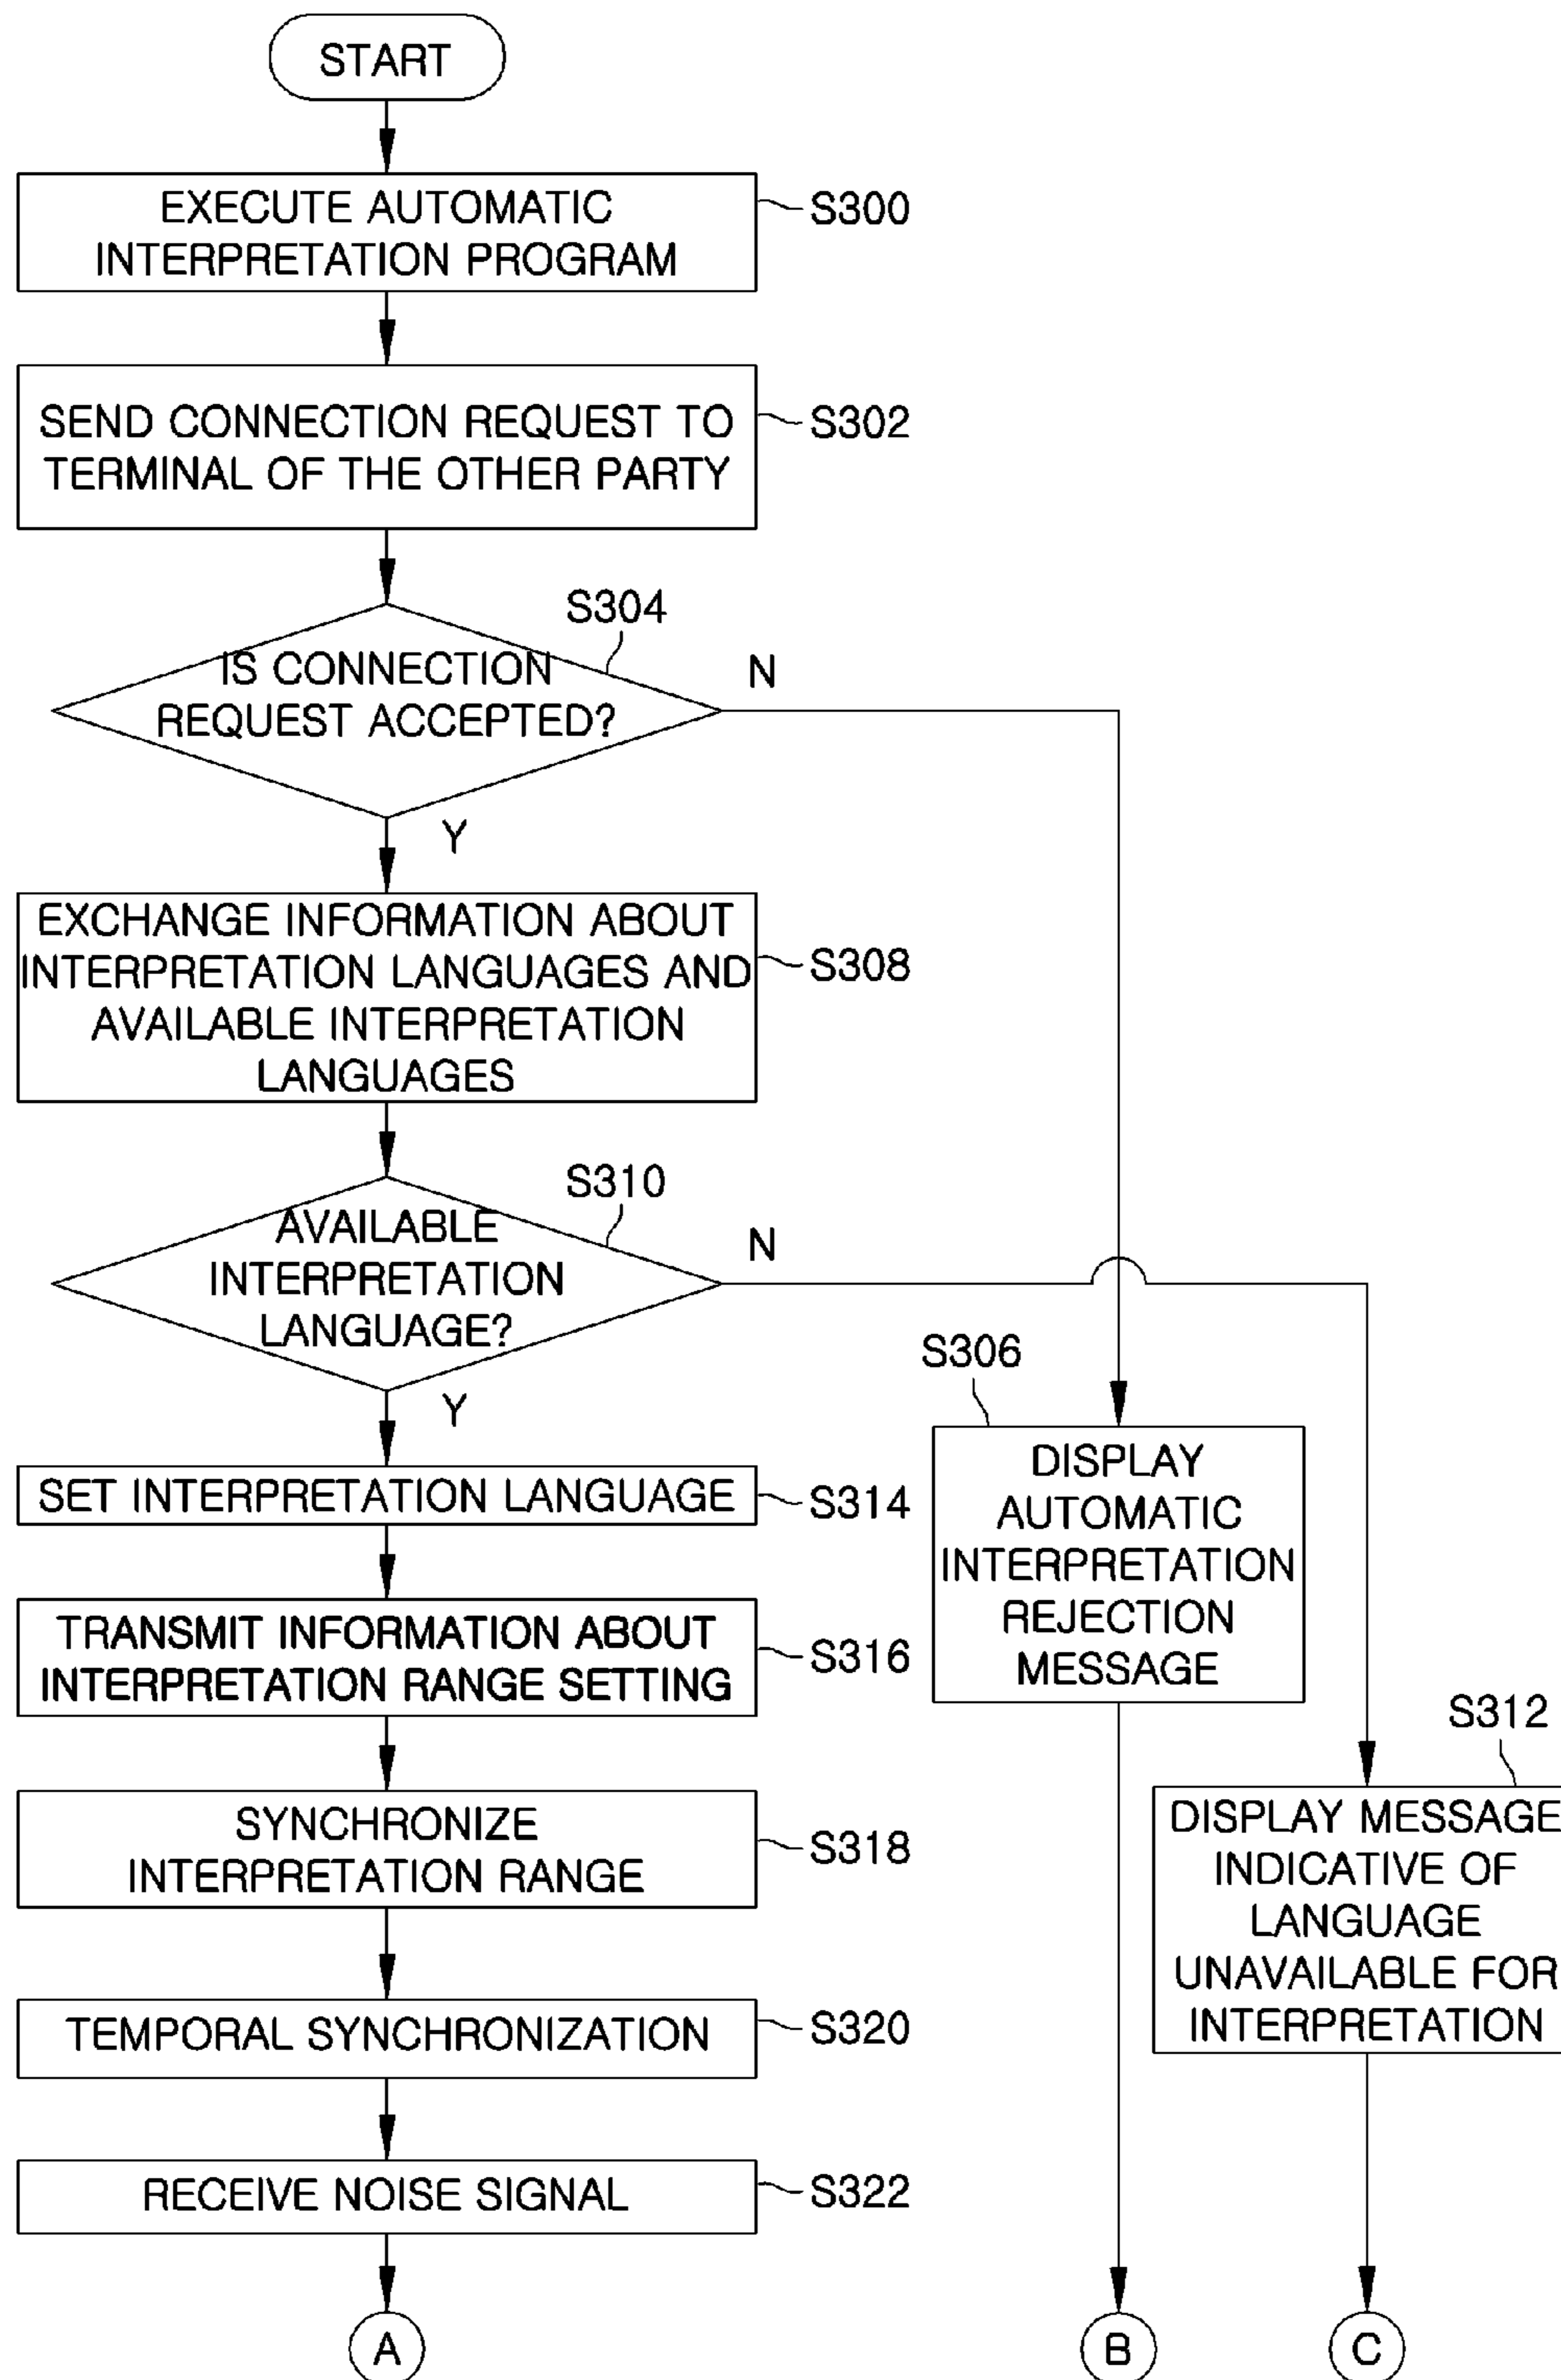 START
EXECUTE AUTOMATIC
INTERPRETATION PROGRAM
S300
SEND CONNECTION REQUEST TO
TERMINAL OF THE OTHER PARTY
S302
S304
IS CONNECTION
REQUEST ACCEPTED?
N
Y
EXCHANGE INFORMATION ABOUT
INTERPRETATION LANGUAGES AND
AVAILABLE INTERPRETATION
LANGUAGES
S308
S310
AVAILABLE
INTERPRETATION
LANGUAGE?
N
Y
S306
DISPLAY
AUTOMATIC
INTERPRETATION
REJECTION
MESSAGE
SET INTERPRETATION LANGUAGE
S314
TRANSMIT INFORMATION ABOUT
INTERPRETATION RANGE SETTING
S316
S312
DISPLAY MESSAGE
INDICATIVE OF
LANGUAGE
UNAVAILABLE FOR
INTERPRETATION
SYNCHRONIZE
INTERPRETATION RANGE
S318
TEMPORAL SYNCHRONIZATION
S320
RECEIVE NOISE SIGNAL
S322
A
B
C